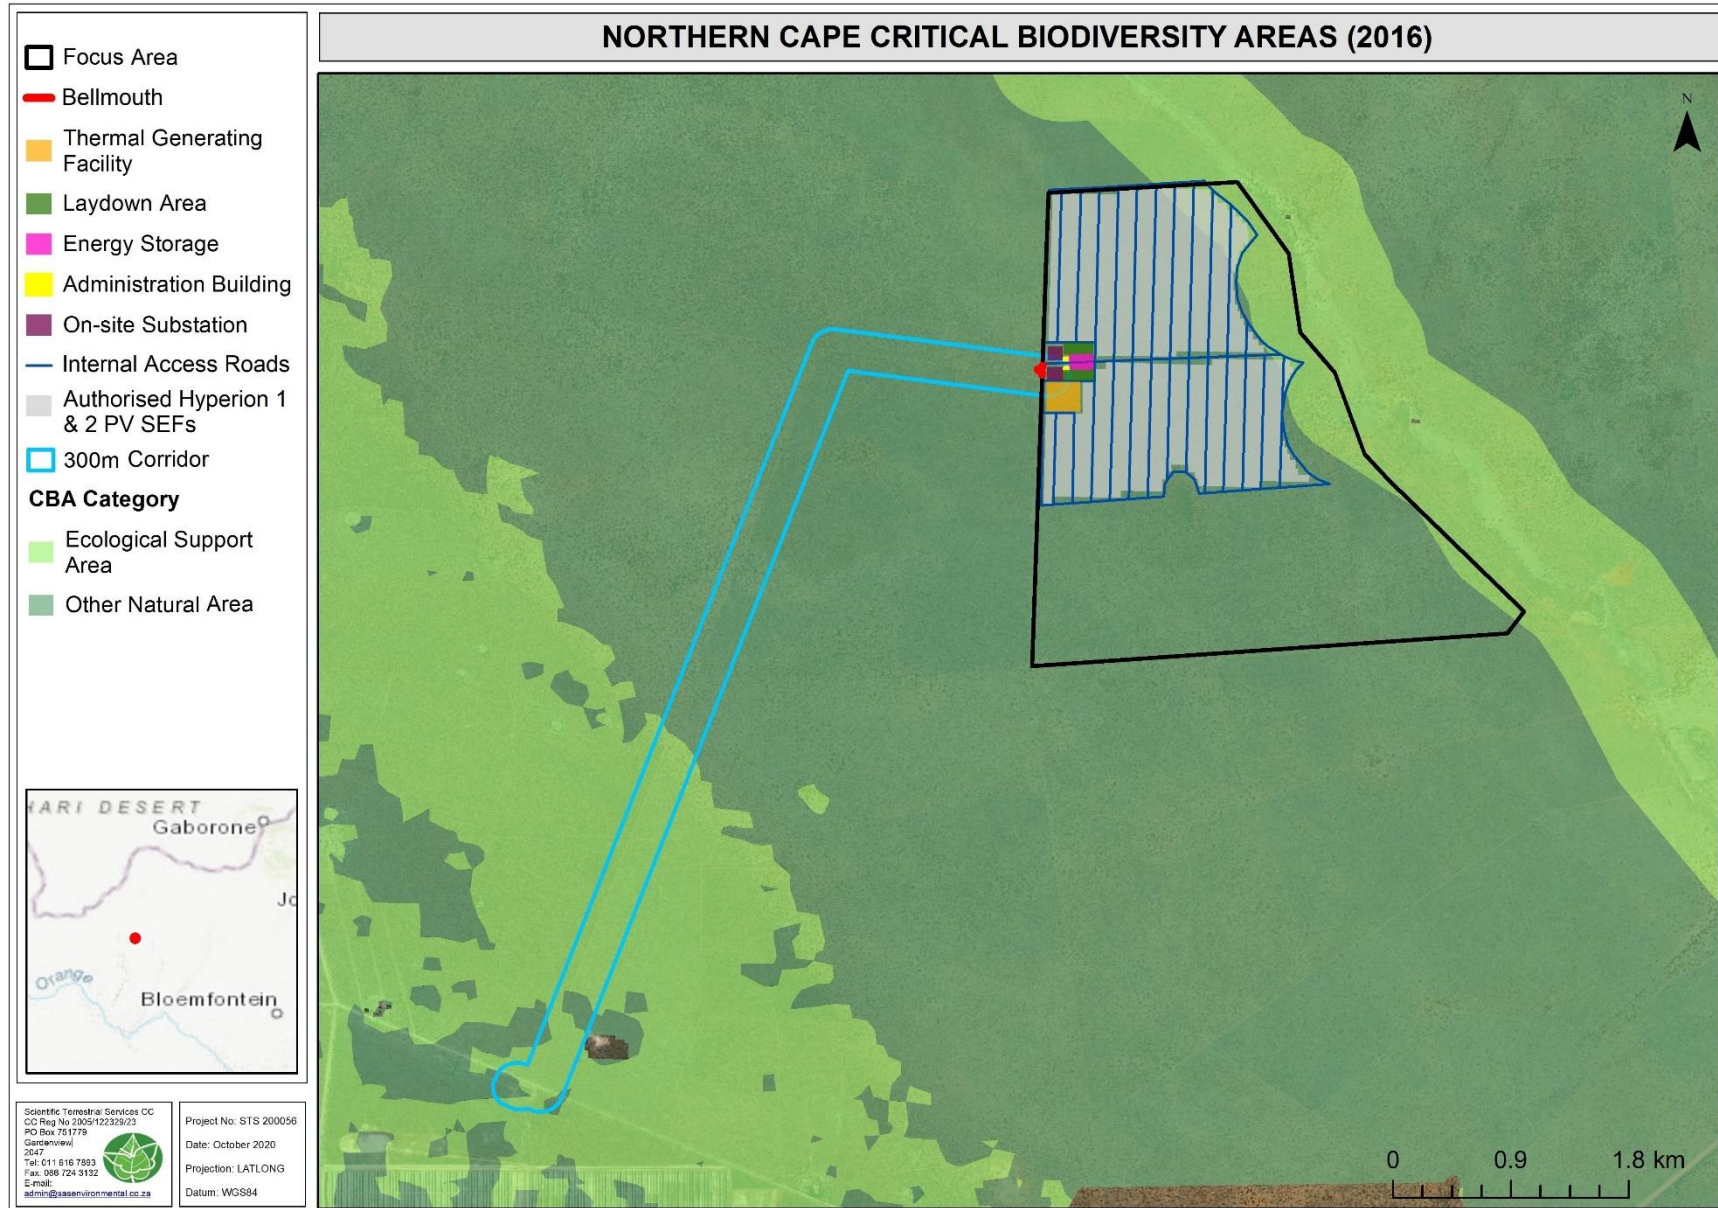 NORTHERN CAPE CRITICAL BIODIVERSITY AREAS (2016)
Focus Area
Bellmouth
Thermal Generating
Facility
Laydown Area
Energy Storage
Administration Building
On-site Substation
Internal Access Roads
Authorised Hyperion 1
& 2 PV SEFs
300m Corridor
CBA Category
Ecological Support
Area
Other Natural Area
N
HARI DESERT
Gaborone
Jo
Orange
Bloemfontein
Scientific Terrestrial Services CC
CC Reg No 2005/122329/23
PO Box 751779
Gardenview
2047
Tel: 011 616 7893
Fax: 086 724 3132
E-mail:
admin@sasenvironmental.co.za
Project No: STS 200056
Date: October 2020
Projection: LATLONG
Datum: WGS84
0 0.9 1.8 km